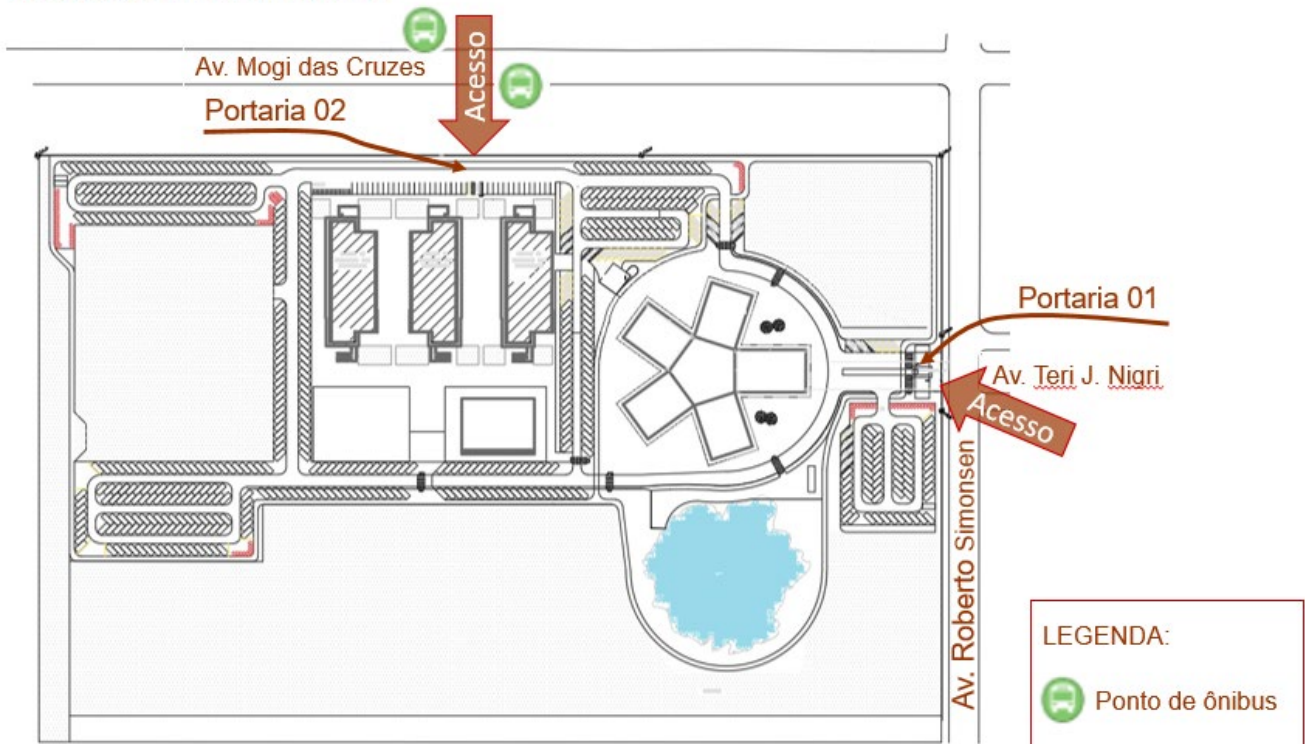 Acesso
Av. Mogi das Cruzes
Portaria 02
Portaria 01
Av. Teri J. Nigri
Acesso
Av. Roberto Simonsen
LEGENDA:
Ponto de ônibus